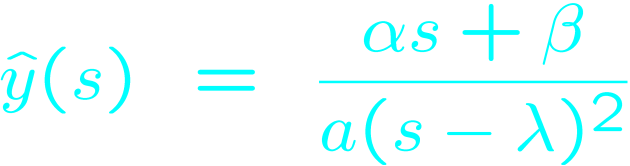 ŷ(s) = (αs + β) / (a(s − λ)²)